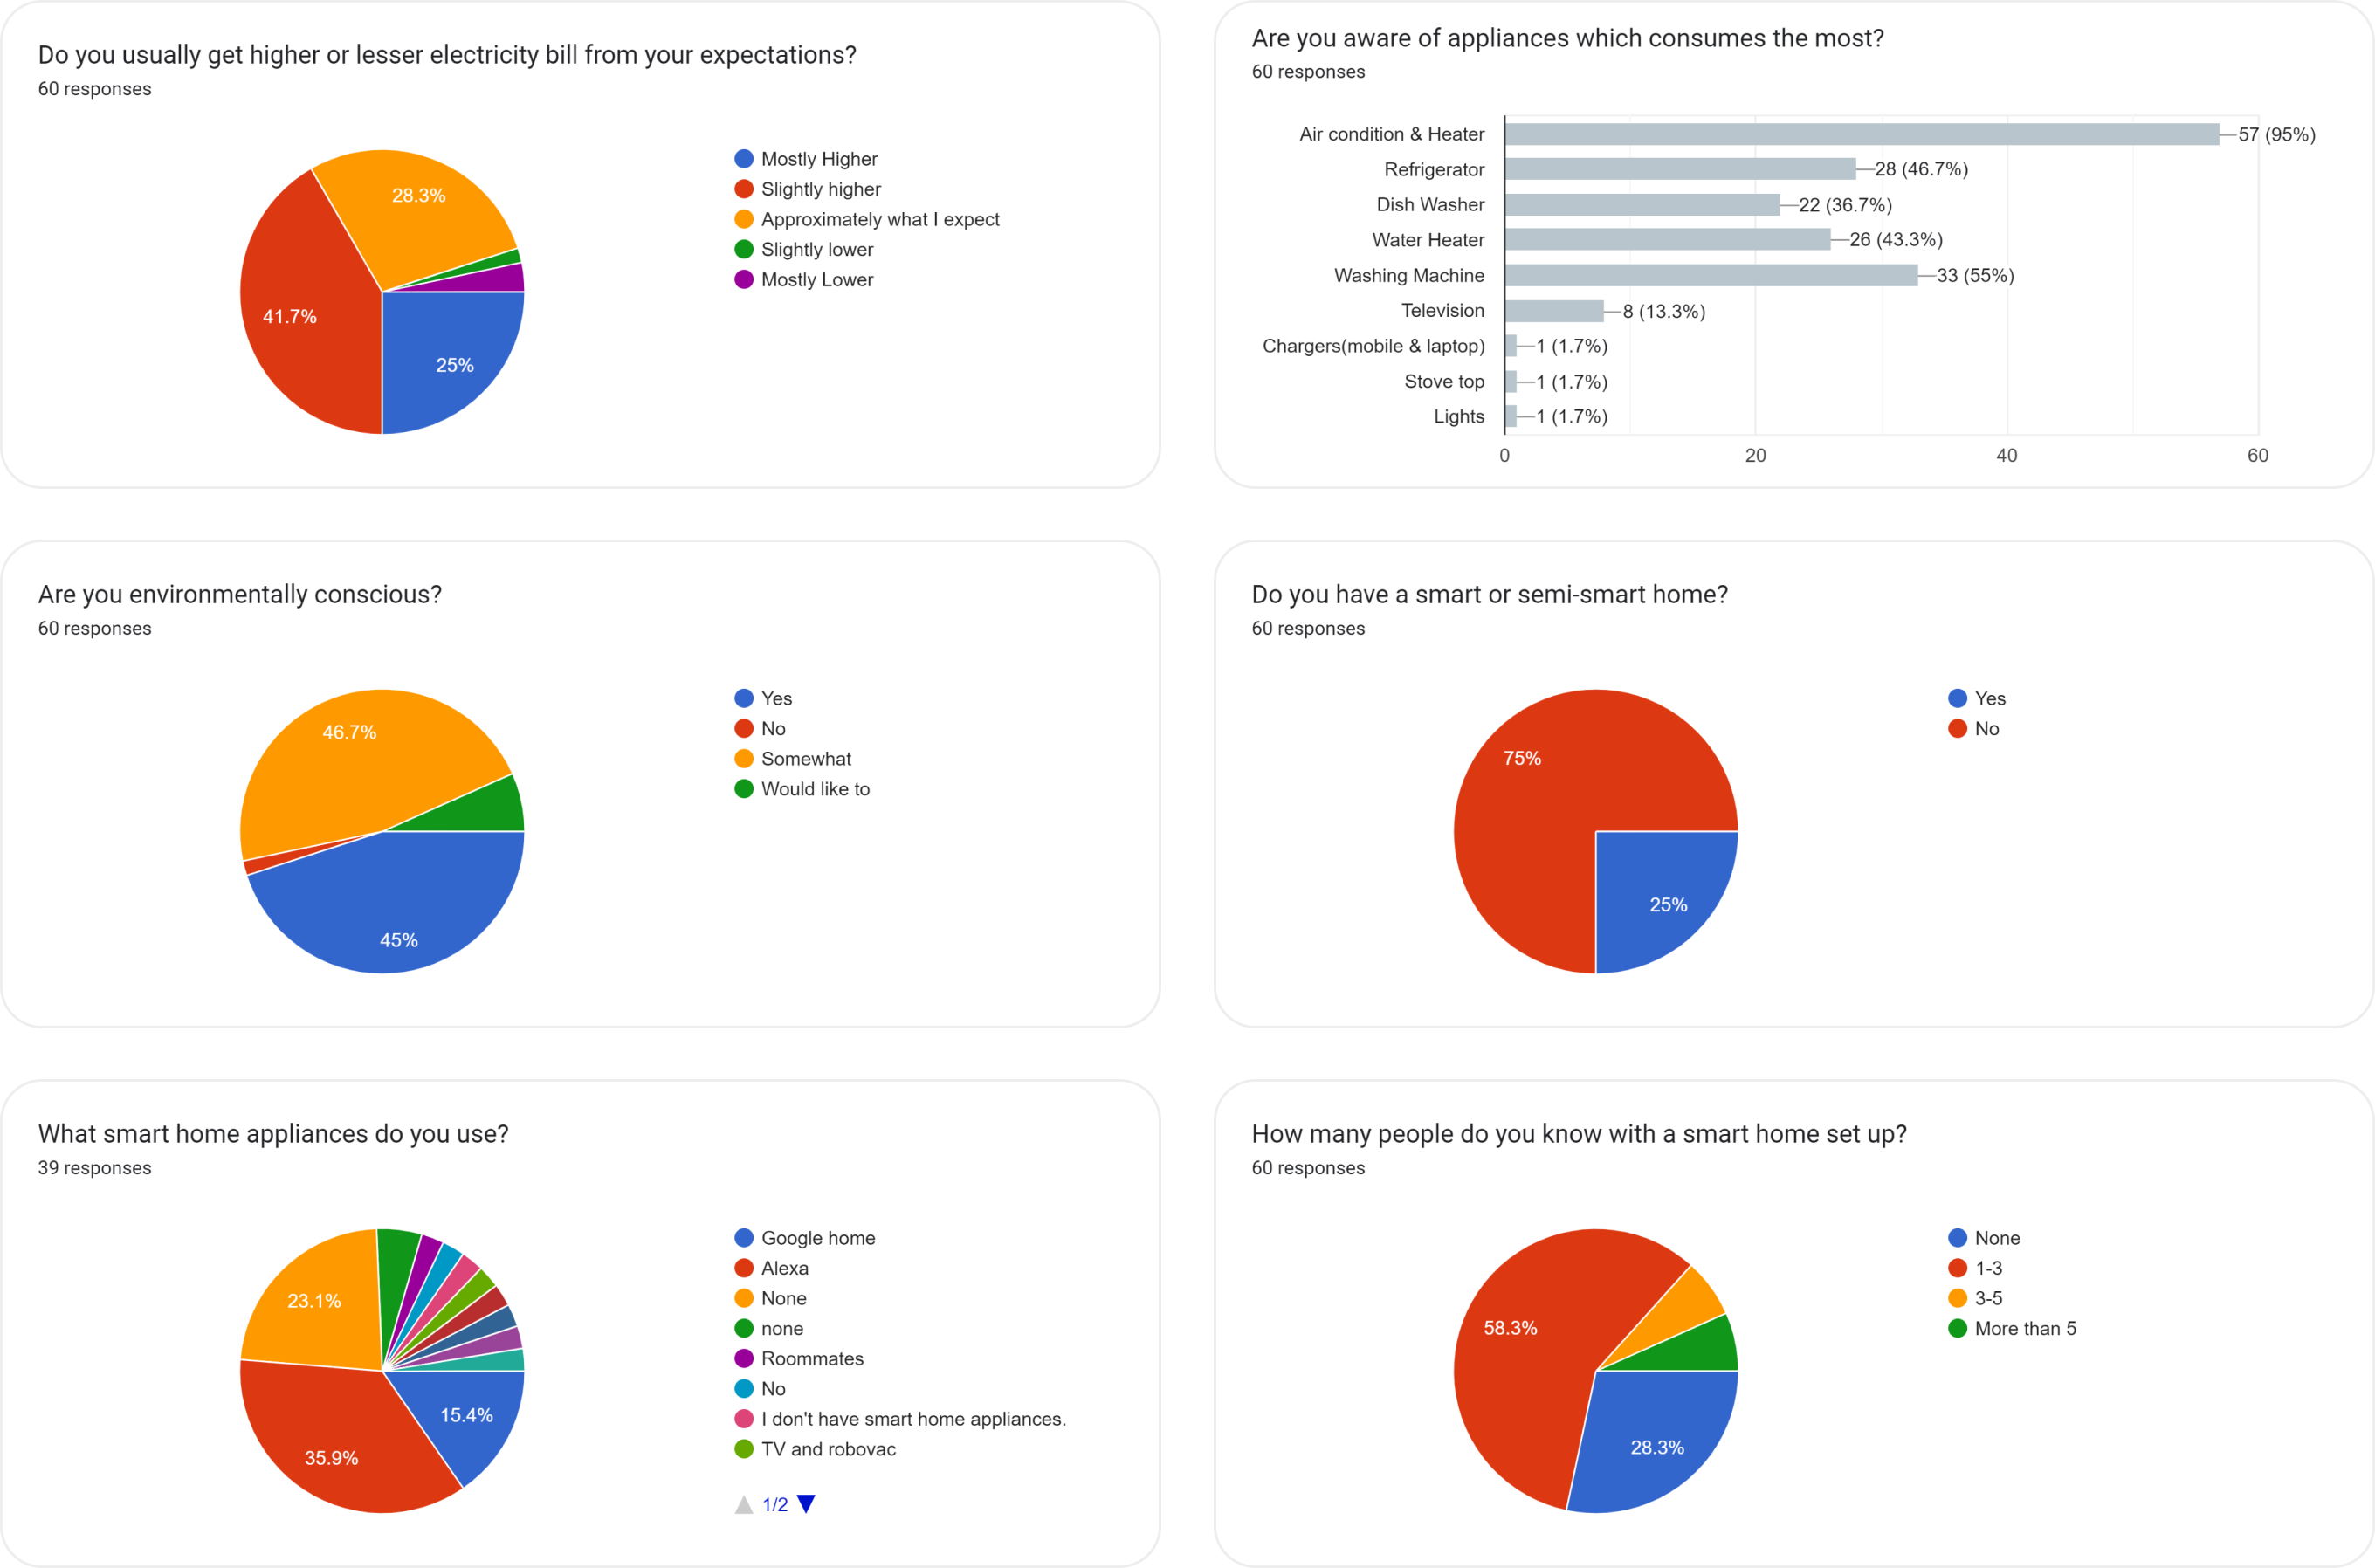 Do you usually get higher or lesser electricity bill from your expectations?
60 responses
28.3%
41.7%
25%
Mostly Higher
Slightly higher
Approximately what I expect
Slightly lower
Mostly Lower
Are you aware of appliances which consumes the most?
60 responses
Air condition & Heater
57 (95%)
Refrigerator
28 (46.7%)
Dish Washer
22 (36.7%)
Water Heater
26 (43.3%)
Washing Machine
33 (55%)
Television
8 (13.3%)
Chargers(mobile & laptop)
1 (1.7%)
Stove top
1 (1.7%)
Lights
1 (1.7%)
0 20 40 60
Are you environmentally conscious?
60 responses
46.7%
45%
Yes
No
Somewhat
Would like to
Do you have a smart or semi-smart home?
60 responses
75%
25%
Yes
No
What smart home appliances do you use?
39 responses
23.1%
15.4%
35.9%
Google home
Alexa
None
none
Roommates
No
I don't have smart home appliances.
TV and robovac
1/2
How many people do you know with a smart home set up?
60 responses
58.3%
28.3%
None
1-3
3-5
More than 5